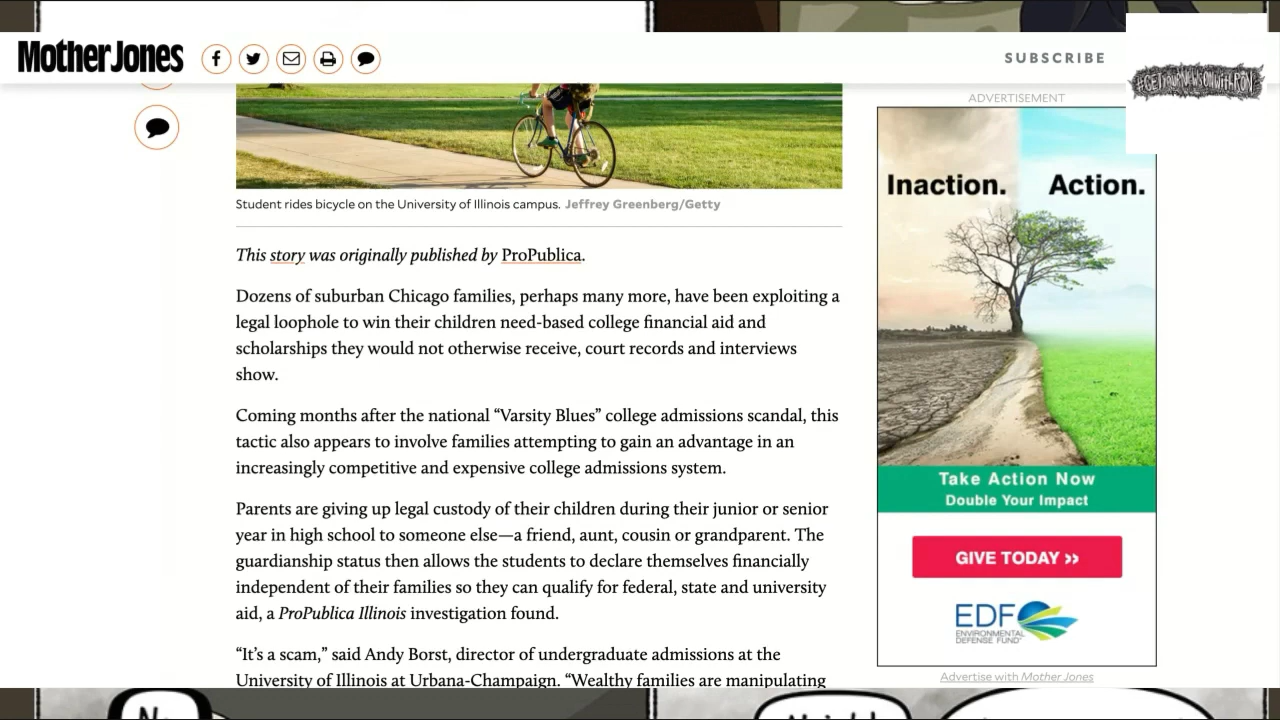 Mother Jones
SUBSCRIBE
#GETYOURNEWSONWITHRON
ADVERTISEMENT
Inaction. Action.
Student rides bicycle on the University of Illinois campus. Jeffrey Greenberg/Getty
This story was originally published by ProPublica.
Dozens of suburban Chicago families, perhaps many more, have been exploiting a
legal loophole to win their children need-based college financial aid and
scholarships they would not otherwise receive, court records and interviews
show.
Coming months after the national “Varsity Blues” college admissions scandal, this
tactic also appears to involve families attempting to gain an advantage in an
increasingly competitive and expensive college admissions system.
Parents are giving up legal custody of their children during their junior or senior
year in high school to someone else—a friend, aunt, cousin or grandparent. The
guardianship status then allows the students to declare themselves financially
independent of their families so they can qualify for federal, state and university
aid, a ProPublica Illinois investigation found.
“It’s a scam,” said Andy Borst, director of undergraduate admissions at the
University of Illinois at Urbana-Champaign. “Wealthy families are manipulating
Take Action Now
Double Your Impact
GIVE TODAY >>
EDF
ENVIRONMENTAL
DEFENSE FUND
Advertise with Mother Jones